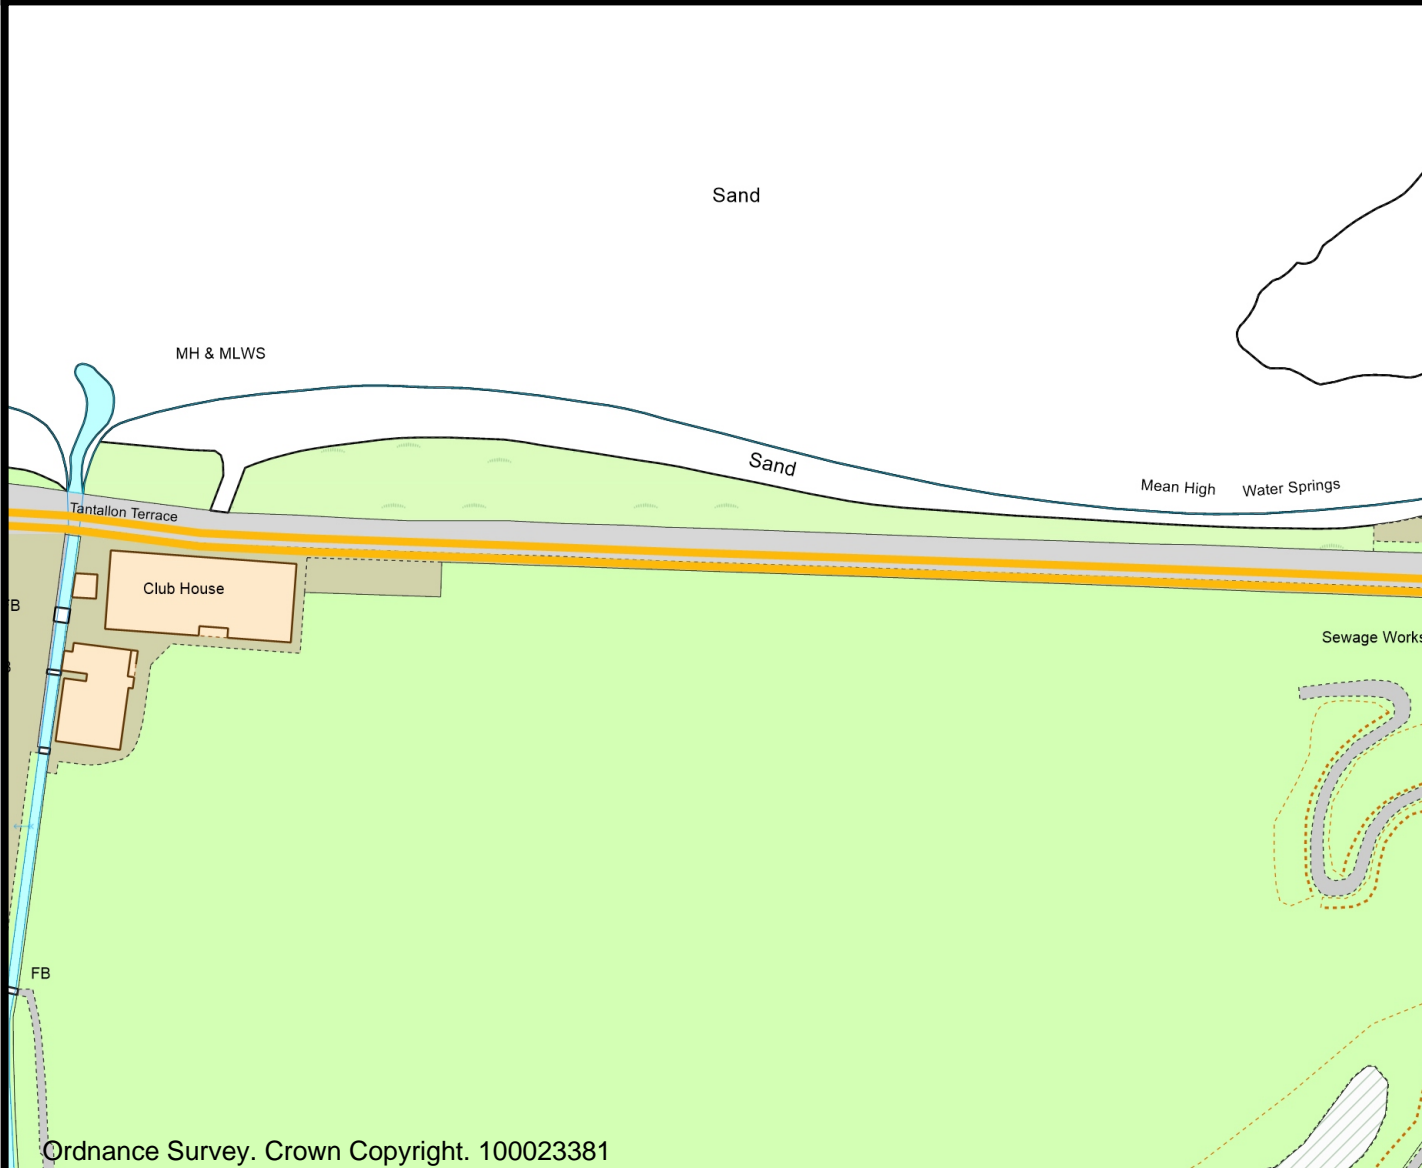 Sand
MH & MLWS
Sand
Mean High Water Springs
Tantallon Terrace
Club House
FB
Sewage Works
FB
Ordnance Survey. Crown Copyright. 100023381